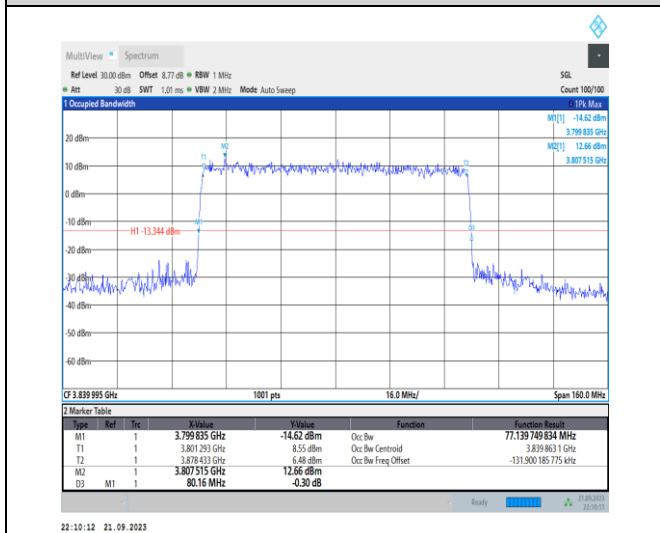 MultiView Spectrum
Ref Level 30.00 dBm Offset 8.77 dB RBW 1 MHz SGL
Att 30 dB SWT 1.01 ms VBW 2 MHz Mode Auto Sweep Count 100/100
1 Occupied Bandwidth 1Pk Max
M1[1] -14.62 dBm
3.799 835 GHz
20 dBm
M2[1] 12.66 dBm
3.807 515 GHz
M2
T1
T2
10 dBm
0 dBm
-10 dBm
M1
D3
H1 -13.344 dBm
-20 dBm
-30 dBm
-40 dBm
-50 dBm
-60 dBm
CF 3.839 995 GHz 1001 pts 16.0 MHz/ Span 160.0 MHz
2 Marker Table
Type Ref Trc X-Value Y-Value Function Function Result
M1 1 3.799 835 GHz -14.62 dBm Occ Bw 77.139 749 834 MHz
T1 1 3.801 293 GHz 8.55 dBm Occ Bw Centroid 3.839 863 1 GHz
T2 1 3.878 433 GHz 6.48 dBm Occ Bw Freq Offset -131.900 185 775 kHz
M2 1 3.807 515 GHz 12.66 dBm
D3 M1 1 80.16 MHz -0.30 dB
Ready 21.09.2023
22:10:11
22:10:12 21.09.2023